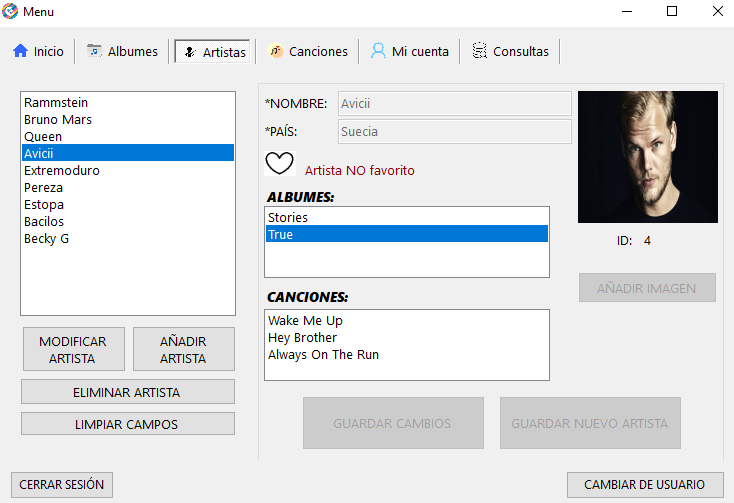 Menu
Inicio
Albumes
Artistas
Canciones
Mi cuenta
Consultas
Rammstein
Bruno Mars
Queen
Avicii
Extremoduro
Pereza
Estopa
Bacilos
Becky G
MODIFICAR
ARTISTA
AÑADIR
ARTISTA
ELIMINAR ARTISTA
LIMPIAR CAMPOS
*NOMBRE: Avicii
*PAÍS: Suecia
Artista NO favorito
ALBUMES:
Stories
True
CANCIONES:
Wake Me Up
Hey Brother
Always On The Run
ID: 4
AÑADIR IMAGEN
GUARDAR CAMBIOS
GUARDAR NUEVO ARTISTA
CERRAR SESIÓN
CAMBIAR DE USUARIO